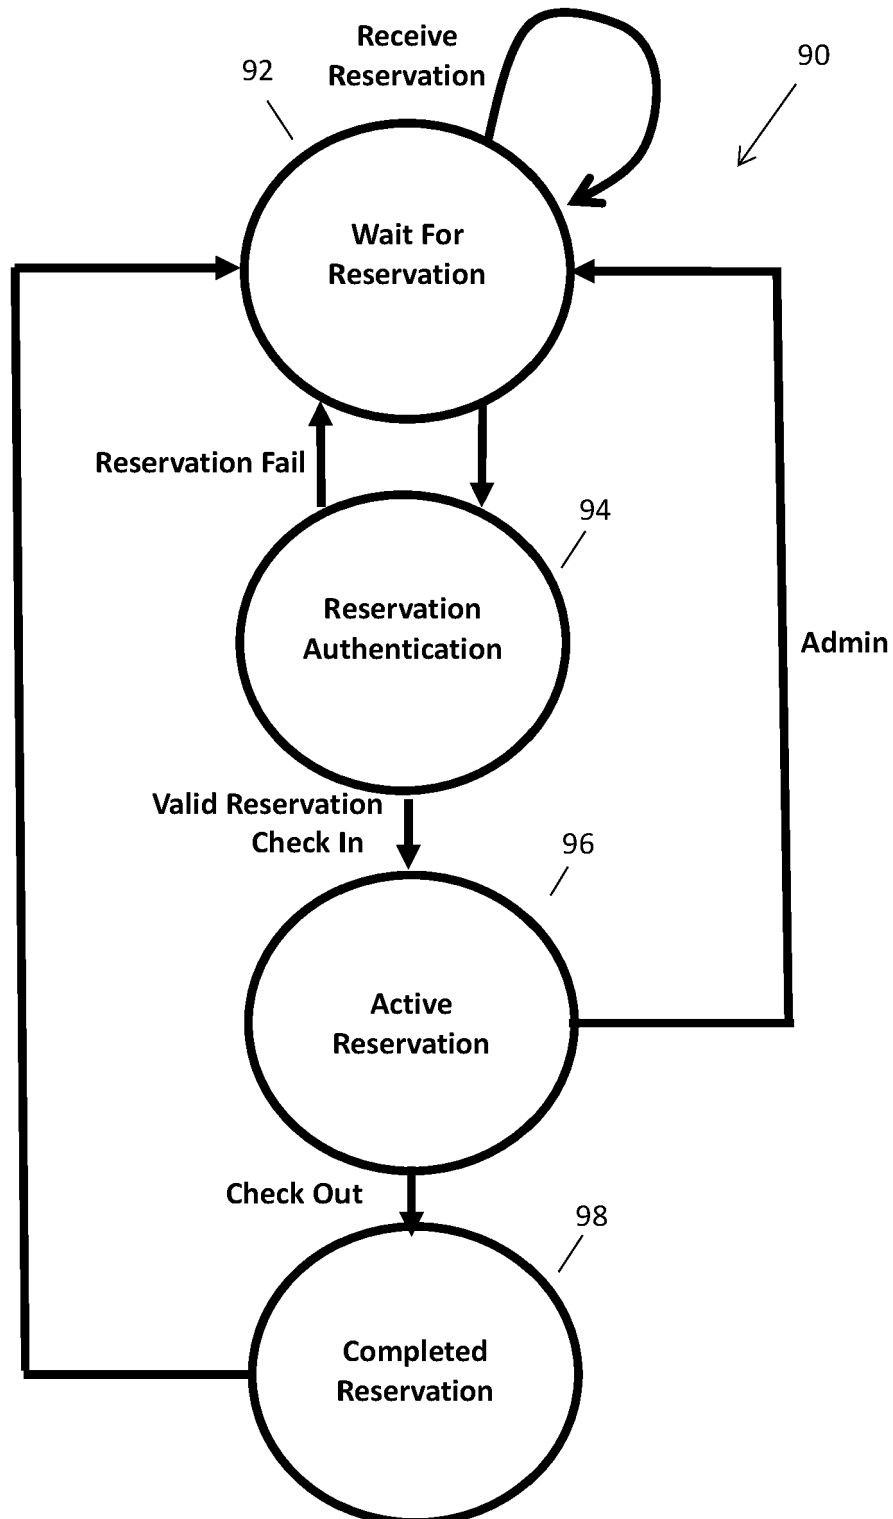 Receive
Reservation
90
92
Wait For
Reservation
Reservation Fail
94
Reservation
Authentication
Admin
Valid Reservation
Check In
96
Active
Reservation
Check Out
98
Completed
Reservation